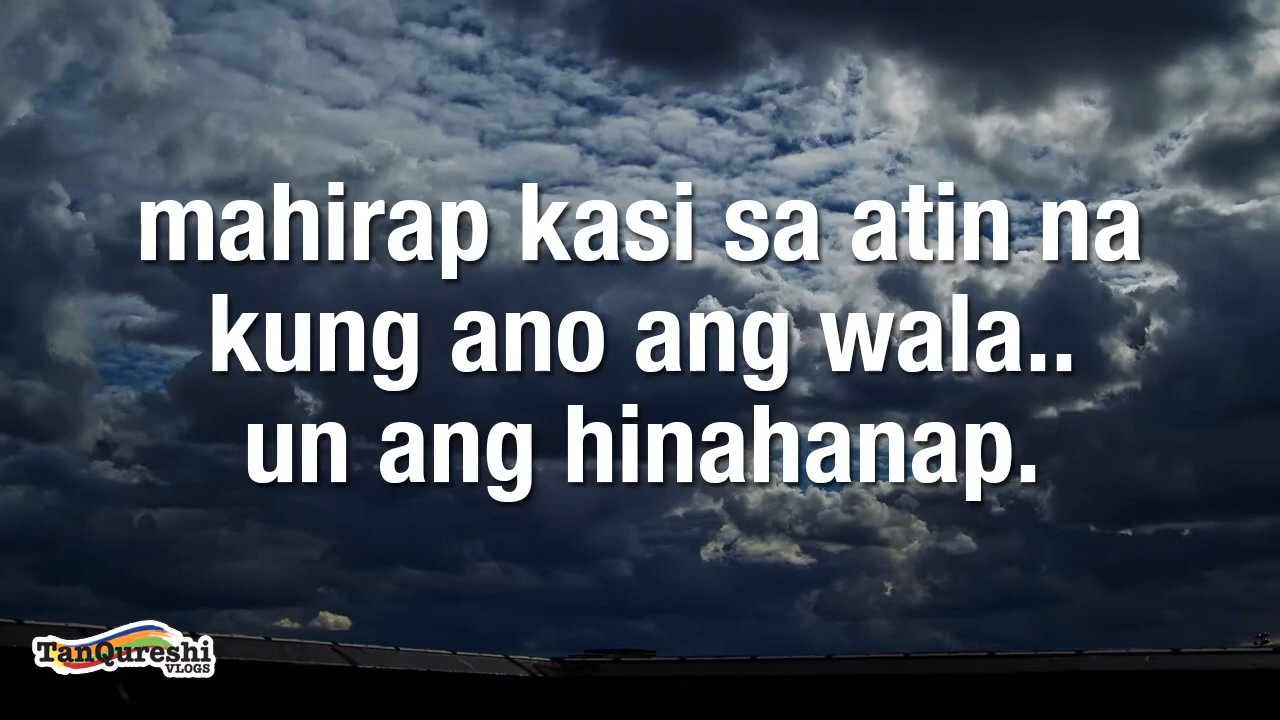 mahirap kasi sa atin na
kung ano ang wala..
un ang hinahanap.
TanQureshi
VLOGS